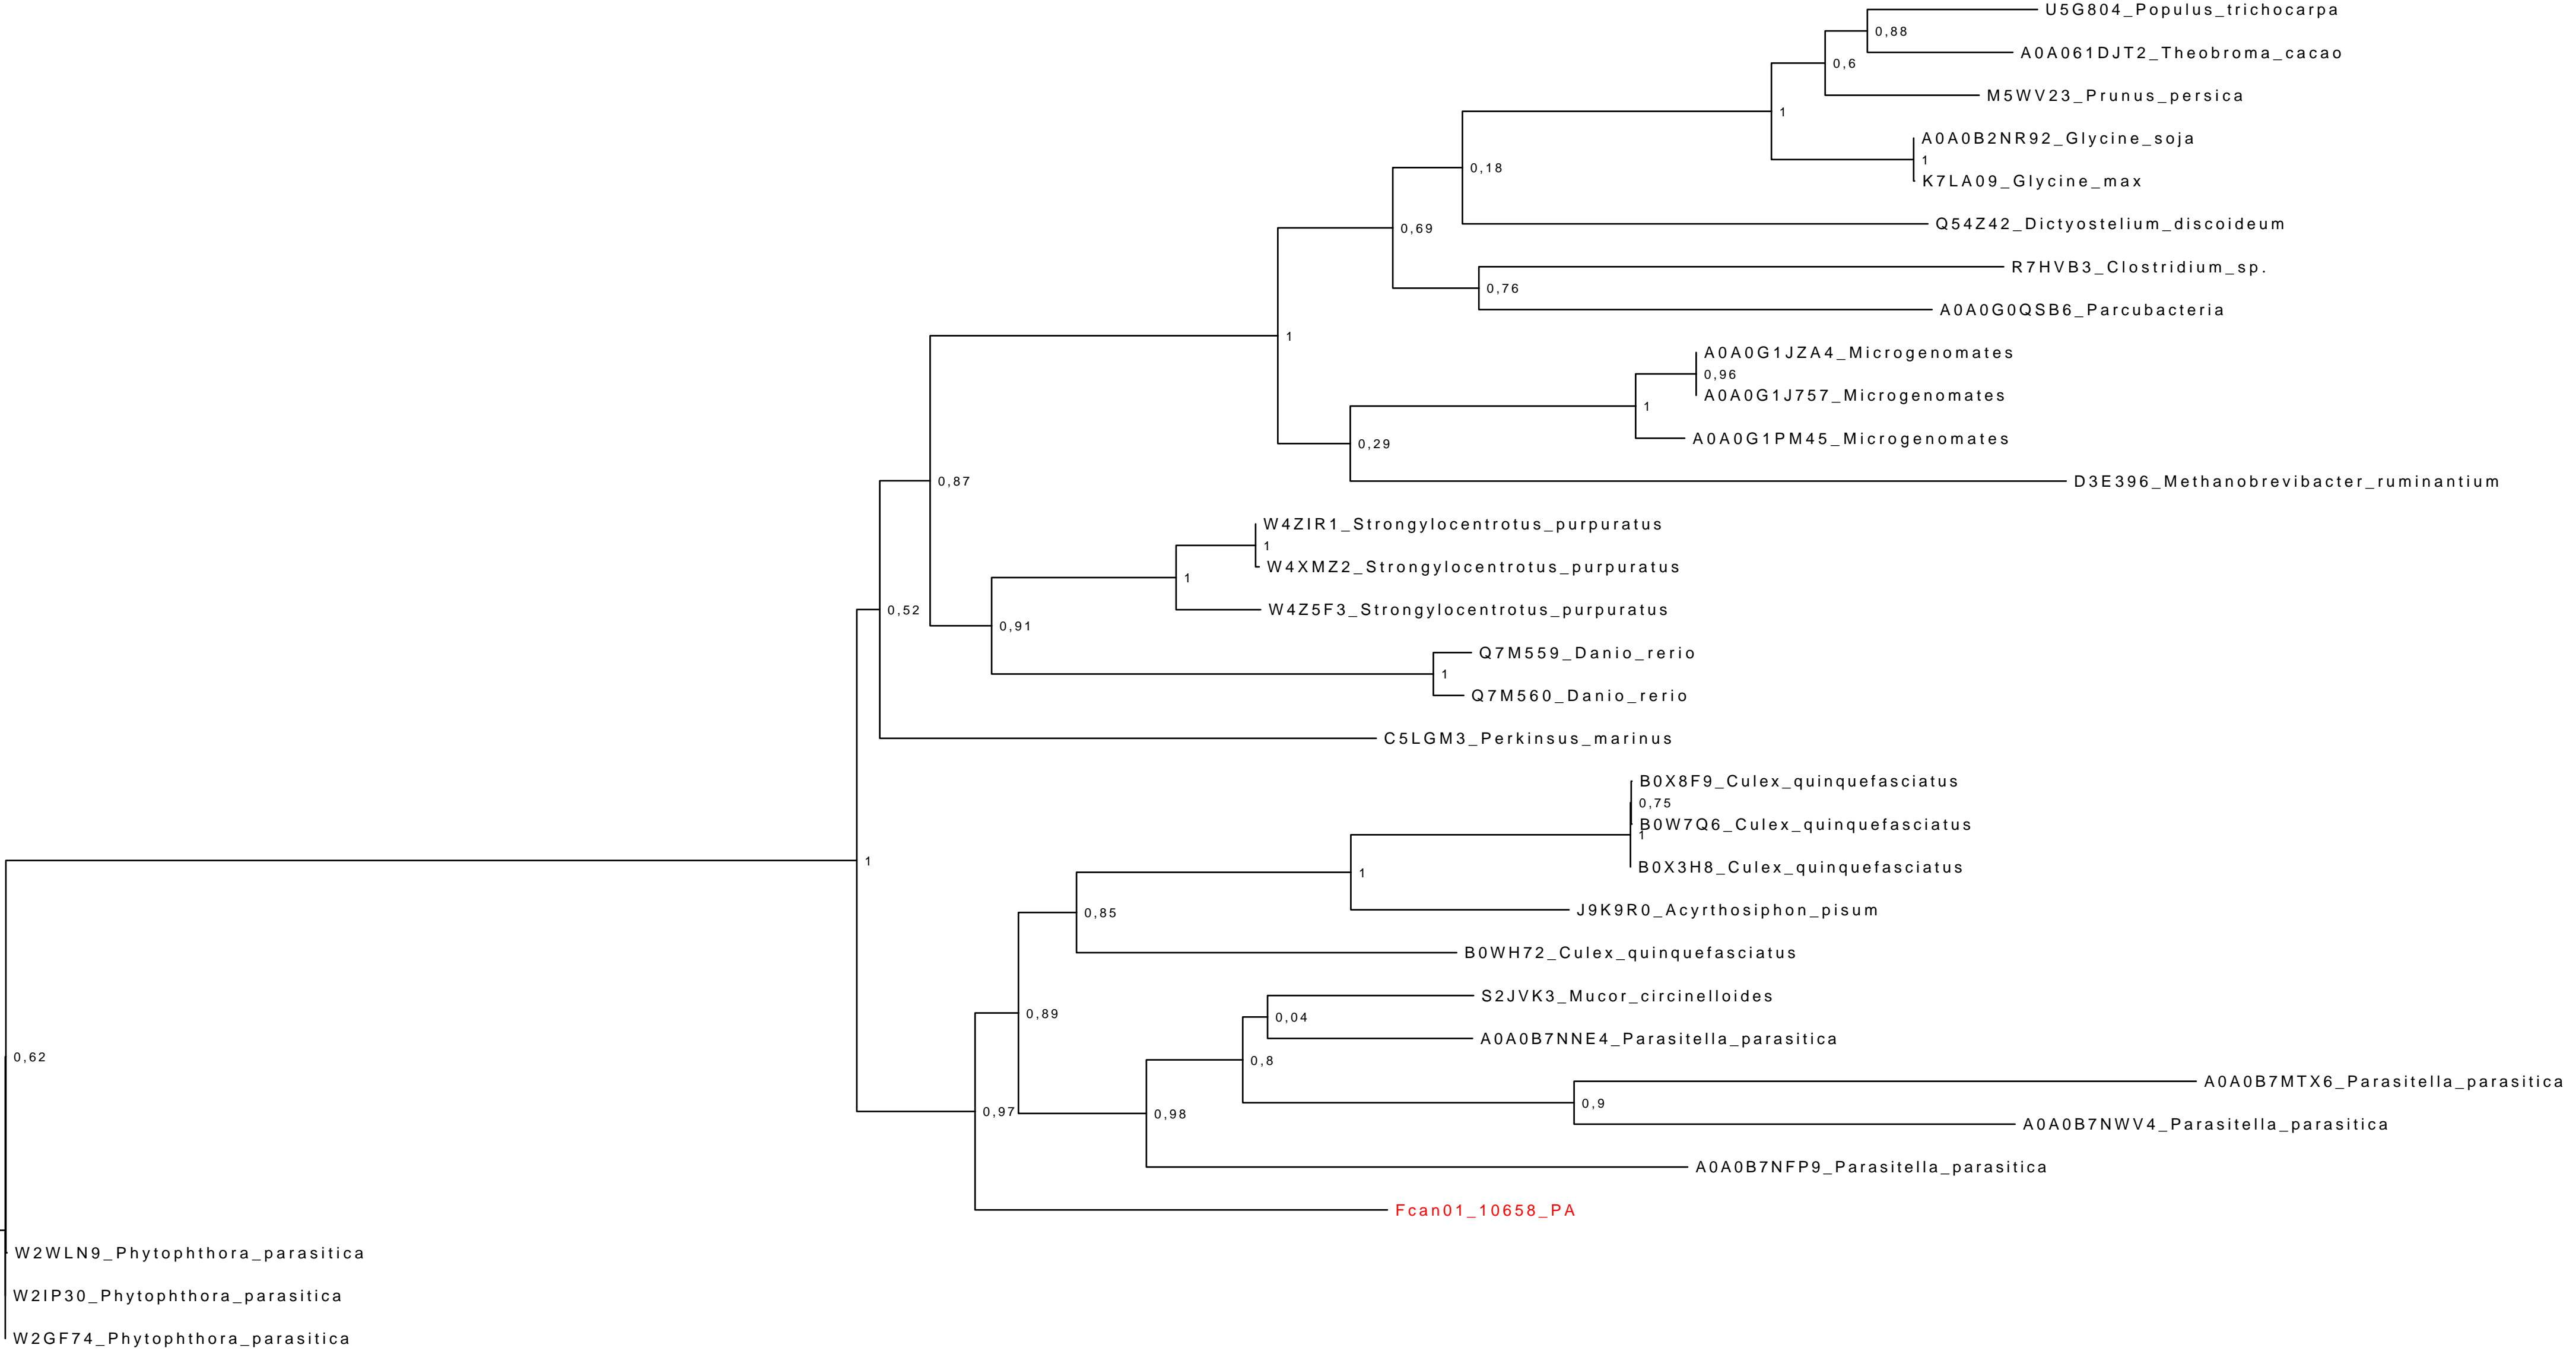 U5G804_Populus_trichocarpa
0,88
A0A061DJT2_Theobroma_cacao
0,6
M5WV23_Prunus_persica
1
A0A0B2NR92_Glycine_soja
1
0,18
K7LA09_Glycine_max
Q54Z42_Dictyostelium_discoideum
0,69
R7HVB3_Clostridium_sp.
0,76
A0A0G0QSB6_Parcubacteria
1
A0A0G1JZA4_Microgenomates
0,96
A0A0G1J757_Microgenomates
1
A0A0G1PM45_Microgenomates
0,29
D3E396_Methanobrevibacter_ruminantium
0,87
W4ZIR1_Strongylocentrotus_purpuratus
1
W4XMZ2_Strongylocentrotus_purpuratus
1
W4Z5F3_Strongylocentrotus_purpuratus
0,52
0,91
Q7M559_Danio_rerio
1
Q7M560_Danio_rerio
C5LGM3_Perkinsus_marinus
B0X8F9_Culex_quinquefasciatus
0,75
B0W7Q6_Culex_quinquefasciatus
1
1
B0X3H8_Culex_quinquefasciatus
1
J9K9R0_Acyrthosiphon_pisum
0,85
B0WH72_Culex_quinquefasciatus
S2JVK3_Mucor_circinelloides
0,89
0,04
A0A0B7NNE4_Parasitella_parasitica
0,62
0,8
A0A0B7MTX6_Parasitella_parasitica
0,9
0,97
0,98
A0A0B7NWV4_Parasitella_parasitica
A0A0B7NFP9_Parasitella_parasitica
Fcan01_10658_PA
W2WLN9_Phytophthora_parasitica
W2IP30_Phytophthora_parasitica
W2GF74_Phytophthora_parasitica